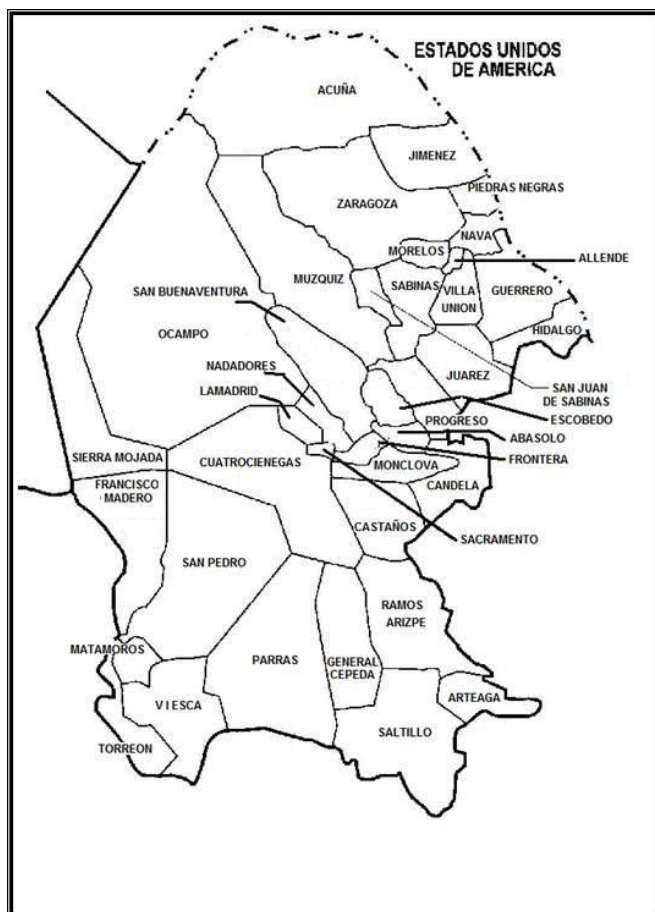 ESTADOS UNIDOS
DE AMERICA
ACUÑA
JIMENEZ
PIEDRAS NEGRAS
ZARAGOZA
NAVA
MORELOS
ALLENDE
MUZQUIZ
SABINAS
VILLA
UNION
GUERRERO
SAN BUENAVENTURA
OCAMPO
HIDALGO
NADADORES
JUAREZ
LAMADRID
SAN JUAN
DE SABINAS
PROGRESO
ESCOBEDO
ABASOLO
SIERRA MOJADA
CUATROCIENEGAS
MONCLOVA
FRONTERA
FRANCISCO
MADERO
CANDELA
CASTAÑOS
SACRAMENTO
SAN PEDRO
RAMOS
ARIZPE
MATAMOROS
PARRAS
GENERAL
CEPEDA
VIESCA
ARTEAGA
SALTILLO
TORREON